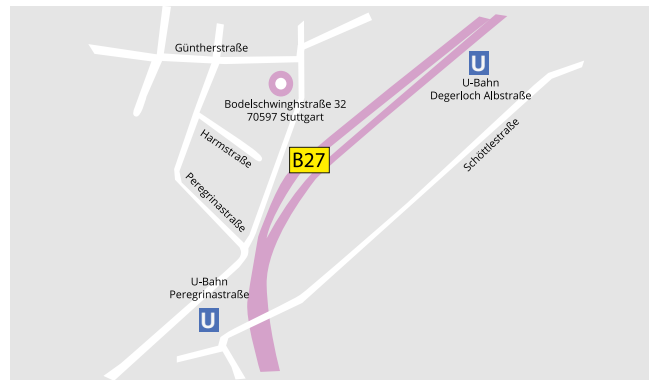 Güntherstraße
U
U-Bahn
Degerloch Albstraße
Bodelschwinghstraße 32
70597 Stuttgart
Harmstraße
B27
Schöttlestraße
Peregrinastraße
U-Bahn
Peregrinastraße
U